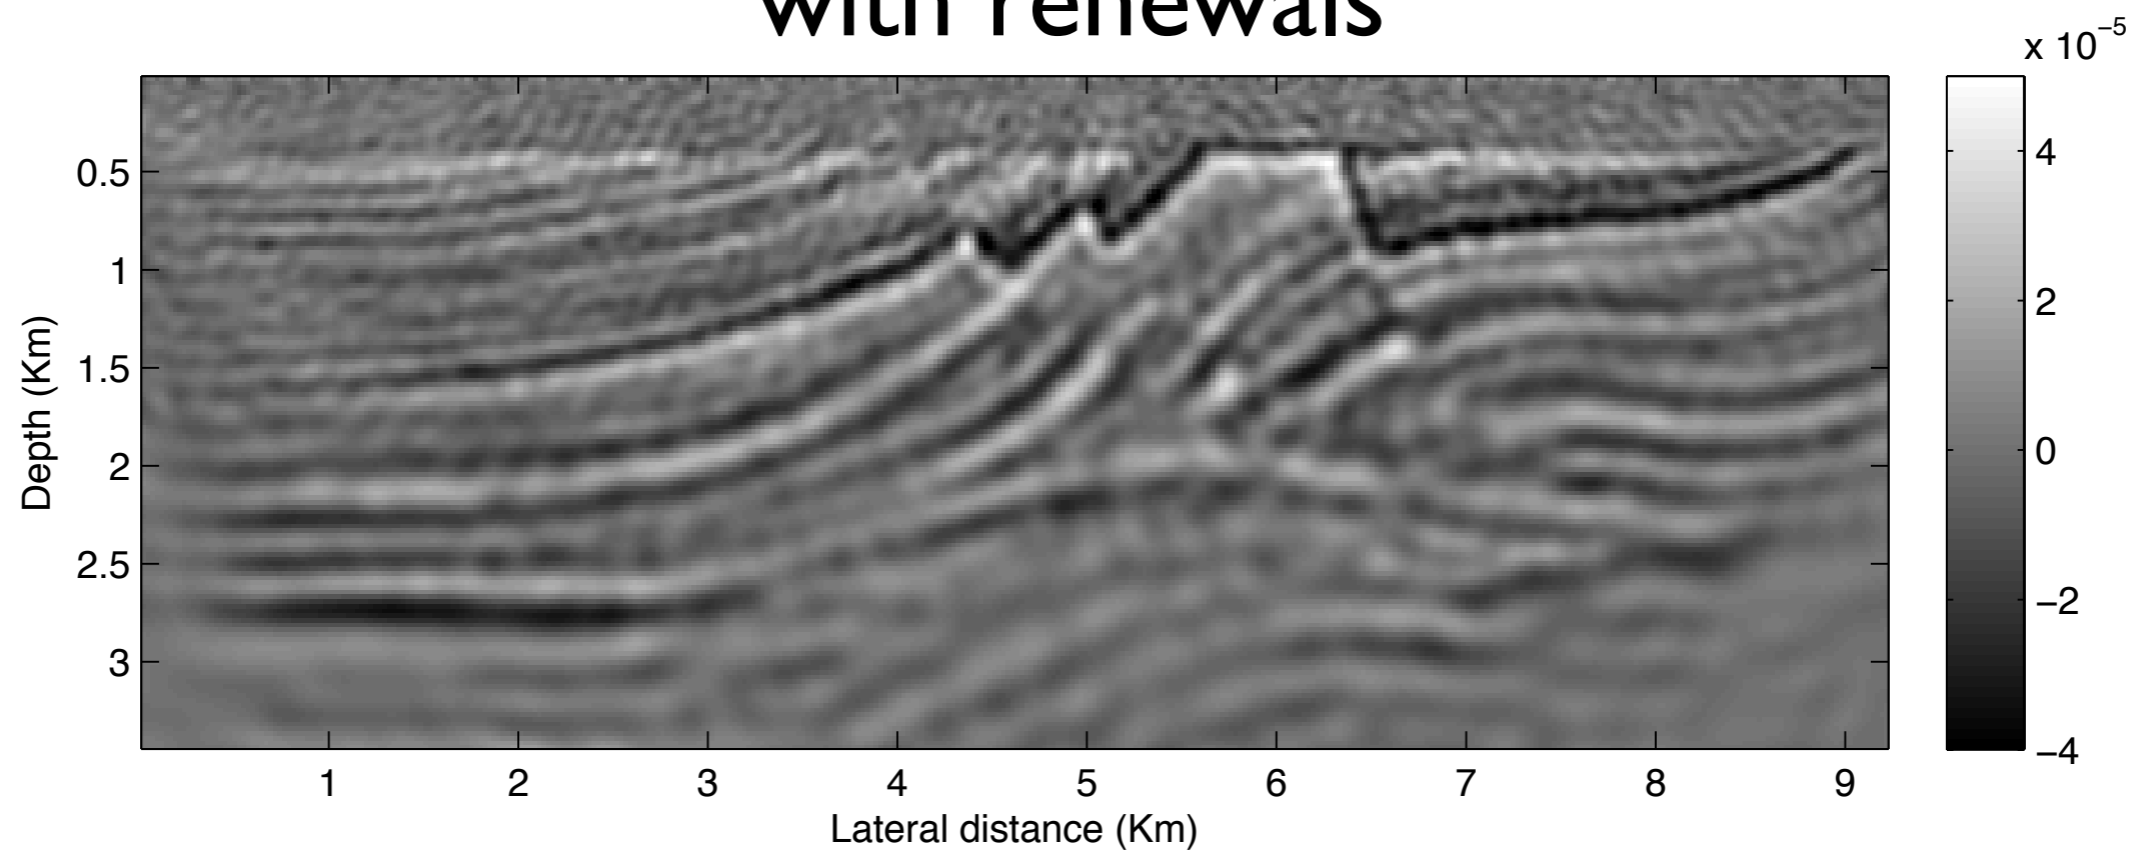 with renewals
x 10⁻⁵
0.5
1
1.5
2
2.5
3
Depth (Km)
1 2 3 4 5 6 7 8 9
Lateral distance (Km)
4
2
0
−2
−4